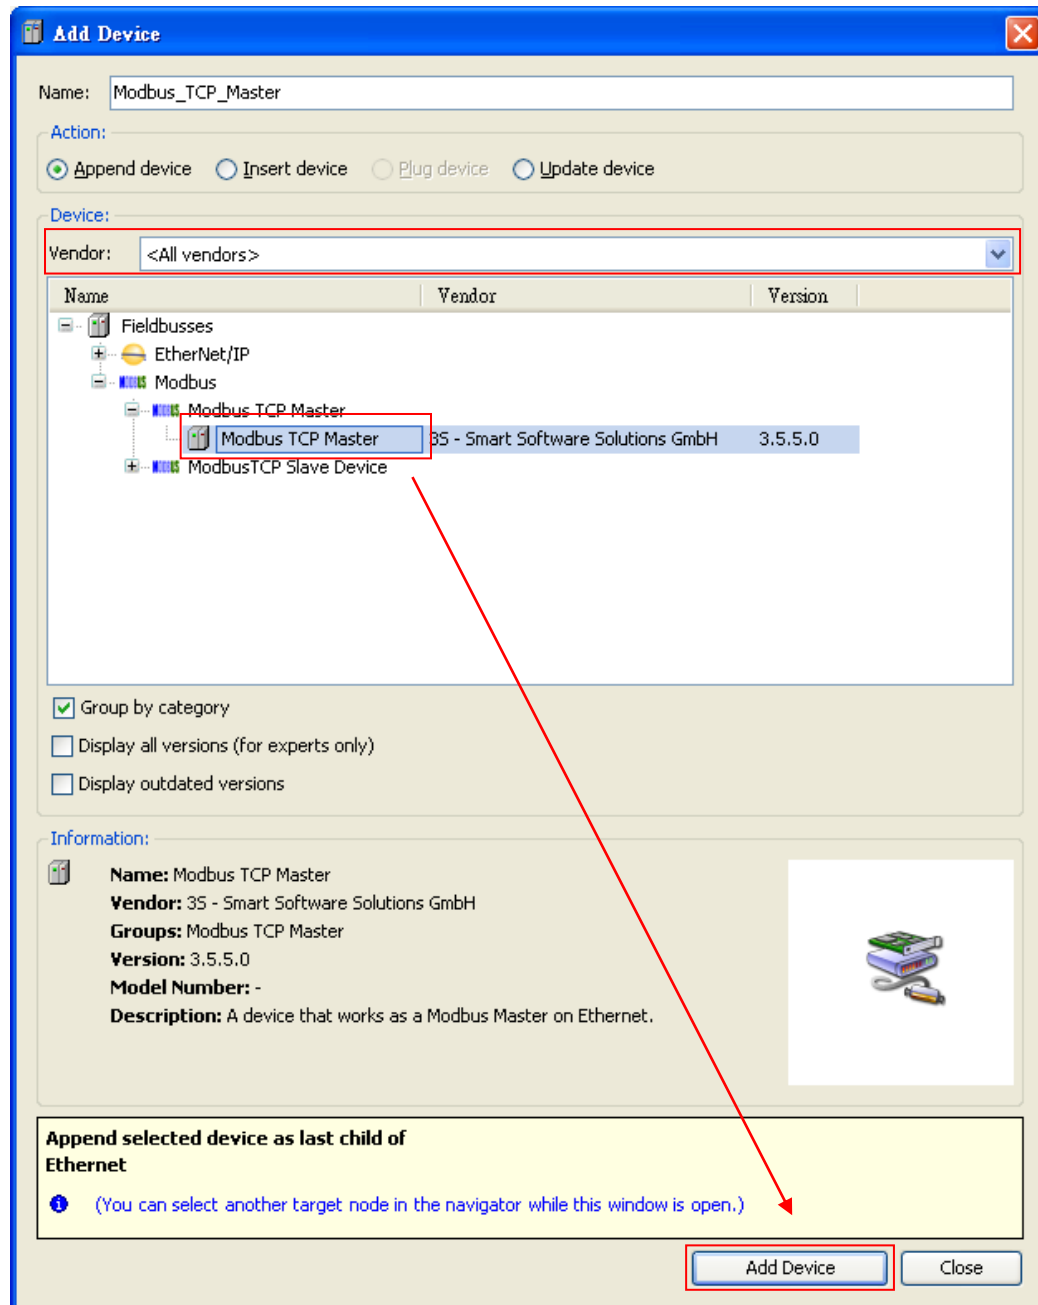 Add Device
Name: Modbus_TCP_Master
Action:
Append device Insert device Plug device Update device
Device:
Vendor: <All vendors>
Name Vendor Version
Fieldbusses
EtherNet/IP
MODBUS Modbus
MODBUS Modbus TCP Master
Modbus TCP Master 3S - Smart Software Solutions GmbH 3.5.5.0
MODBUS ModbusTCP Slave Device
Group by category
Display all versions (for experts only)
Display outdated versions
Information:
Name: Modbus TCP Master
Vendor: 3S - Smart Software Solutions GmbH
Groups: Modbus TCP Master
Version: 3.5.5.0
Model Number: -
Description: A device that works as a Modbus Master on Ethernet.
Append selected device as last child of
Ethernet
(You can select another target node in the navigator while this window is open.)
Add Device Close